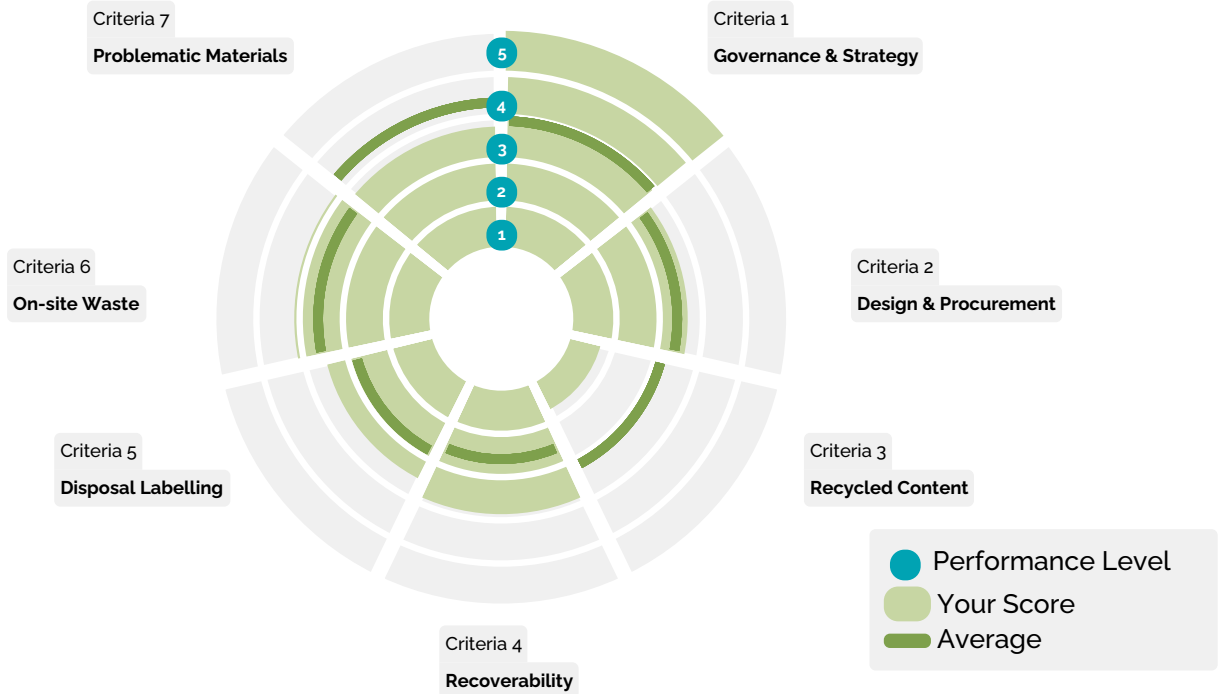 Criteria 7
Problematic Materials
Criteria 1
Governance & Strategy
5
4
3
2
1
Criteria 6
On-site Waste
Criteria 2
Design & Procurement
Criteria 5
Disposal Labelling
Criteria 3
Recycled Content
Criteria 4
Recoverability
Performance Level
Your Score
Average